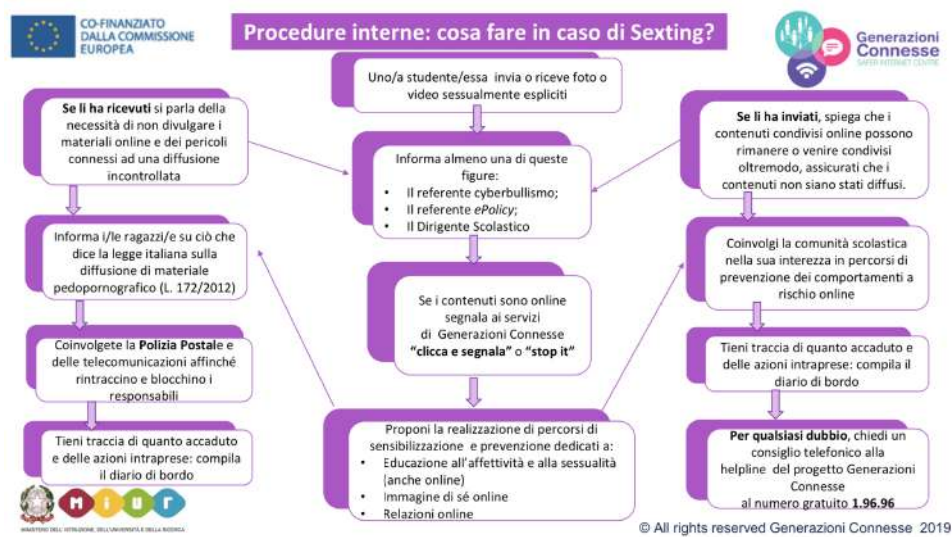 CO-FINANZIATO
DALLA COMMISSIONE
EUROPEA
Procedure interne: cosa fare in caso di Sexting?
Generazioni
Connesse
SAFER INTERNET CENTRE
Uno/a studente/essa invia o riceve foto o
video sessualmente espliciti
Se li ha ricevuti si parla della
necessità di non divulgare i
materiali online e dei pericoli
connessi ad una diffusione
incontrollata
Informa i/le ragazzi/e su ciò che
dice la legge italiana sulla
diffusione di materiale
pedopornografico (L. 172/2012)
Coinvolgete la Polizia Postale e
delle telecomunicazioni affinché
rintraccino e blocchino i
responsabili
Tieni traccia di quanto accaduto
e delle azioni intraprese: compila
il diario di bordo
Informa almeno una di queste
figure:
• Il referente cyberbullismo;
• Il referente ePolicy;
• Il Dirigente Scolastico
Se i contenuti sono online
segnala ai servizi
di Generazioni Connesse
“clicca e segnala” o “stop it”
Proponi la realizzazione di percorsi di
sensibilizzazione e prevenzione dedicati a:
• Educazione all'affettività e alla sessualità
(anche online)
• Immagine di sé online
• Relazioni online
Se li ha inviati, spiega che i
contenuti condivisi online possono
rimanere o venire condivisi
oltremodo, assicurati che i
contenuti non siano stati diffusi.
Coinvolgi la comunità scolastica
nella sua interezza in percorsi di
prevenzione dei comportamenti a
rischio online
Tieni traccia di quanto accaduto e
delle azioni intraprese: compila il
diario di bordo
Per qualsiasi dubbio, chiedi un
consiglio telefonico alla
helpline del progetto Generazioni
Connesse
al numero gratuito 1.96.96
miur
MINISTERO DELL'ISTRUZIONE, DELL'UNIVERSITÀ E DELLA RICERCA
© All rights reserved Generazioni Connesse 2019